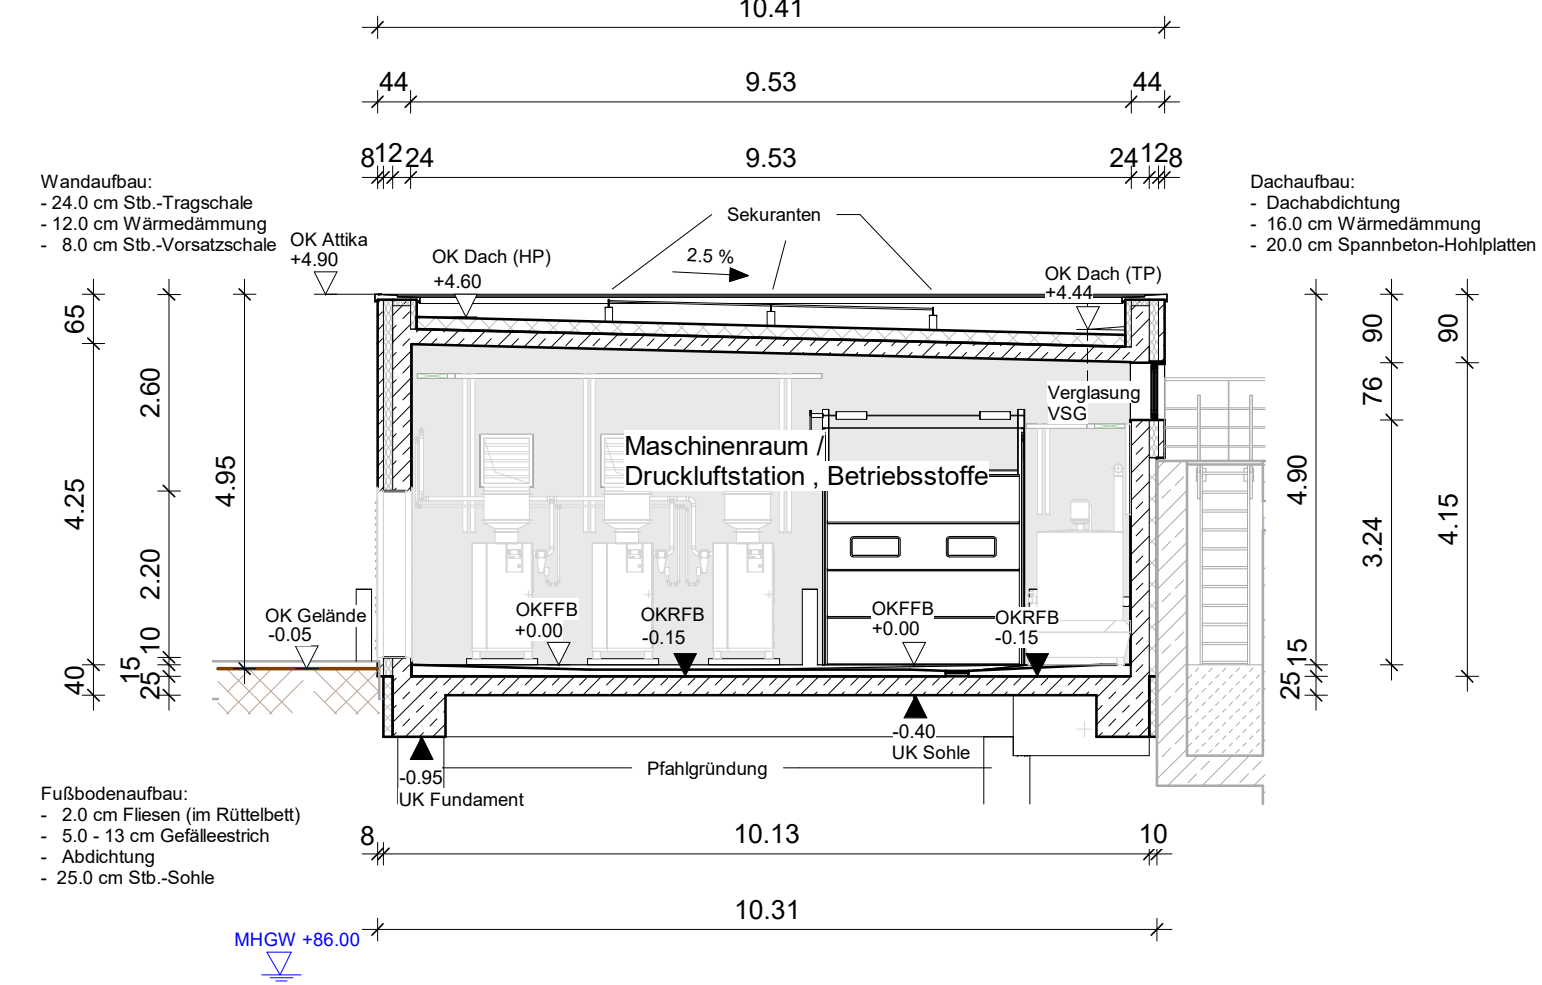 10.41
44 9.53 44
8 12 24 9.53 24 12 8
Wandaufbau:
- 24.0 cm Stb.-Tragschale
- 12.0 cm Wärmedämmung
- 8.0 cm Stb.-Vorsatzschale
Dachaufbau:
- Dachabdichtung
- 16.0 cm Wärmedämmung
- 20.0 cm Spannbeton-Hohlplatten
Sekuranten
OK Attika
+4.90
OK Dach (HP)
+4.60
2.5 %
OK Dach (TP)
+4.44
65
4.25
40
2.60
2.20
10
15
25
4.95
Verglasung
VSG
Maschinenraum /
Druckluftstation , Betriebsstoffe
4.90
15
25
90
76
3.24
90
4.15
OK Gelände
-0.05
OKFFB
+0.00
OKRFB
-0.15
OKFFB
+0.00
OKRFB
-0.15
-0.40
UK Sohle
-0.95
UK Fundament
Pfahlgründung
Fußbodenaufbau:
- 2.0 cm Fliesen (im Rüttelbett)
- 5.0 - 13 cm Gefälleestrich
- Abdichtung
- 25.0 cm Stb.-Sohle
8 10.13 10
10.31
MHGW +86.00